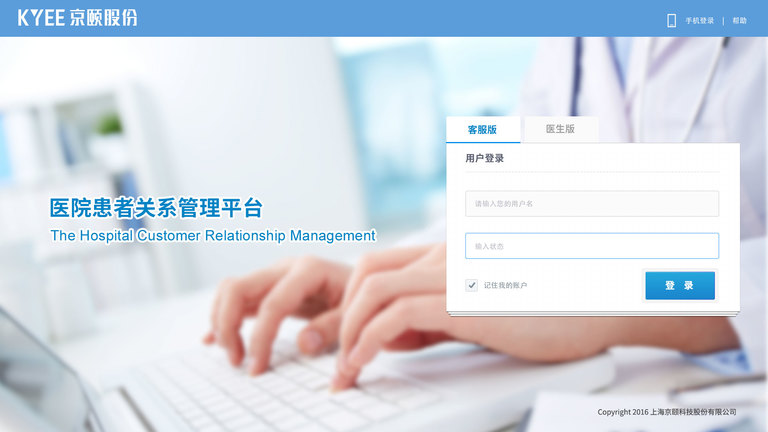 KYEE 京颐股份
手机登录 | 帮助
客服版
医生版
用户登录
请输入您的用户名
输入状态
记住我的账户
登 录
医院患者关系管理平台
The Hospital Customer Relationship Management
Copyright 2016 上海京颐科技股份有限公司